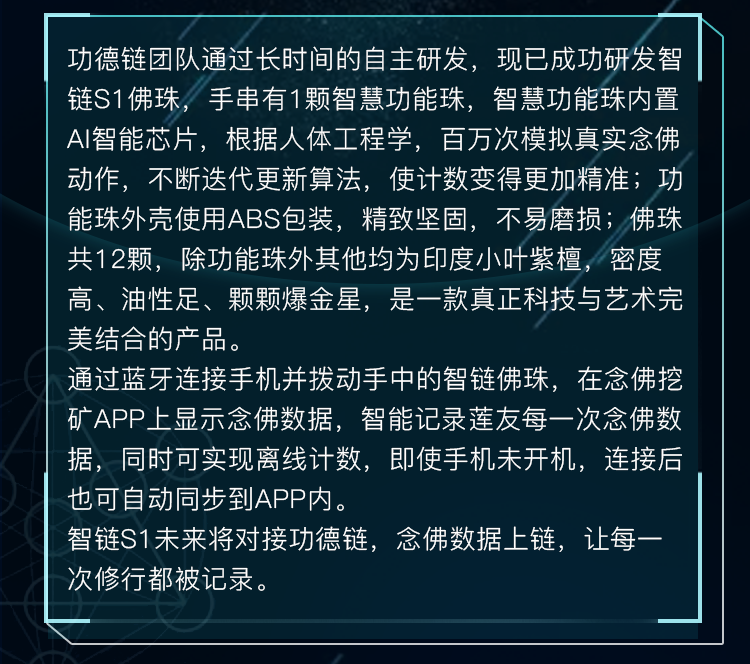 功德链团队通过长时间的自主研发，现已成功研发智
链S1佛珠，手串有1颗智慧功能珠，智慧功能珠内置
AI智能芯片，根据人体工程学，百万次模拟真实念佛
动作，不断迭代更新算法，使计数变得更加精准；功
能珠外壳使用ABS包装，精致坚固，不易磨损；佛珠
共12颗，除功能珠外其他均为印度小叶紫檀，密度
高、油性足、颗颗爆金星，是一款真正科技与艺术完
美结合的产品。
通过蓝牙连接手机并拨动手中的智链佛珠，在念佛挖
矿APP上显示念佛数据，智能记录莲友每一次念佛数
据，同时可实现离线计数，即使手机未开机，连接后
也可自动同步到APP内。
智链S1未来将对接功德链，念佛数据上链，让每一
次修行都被记录。